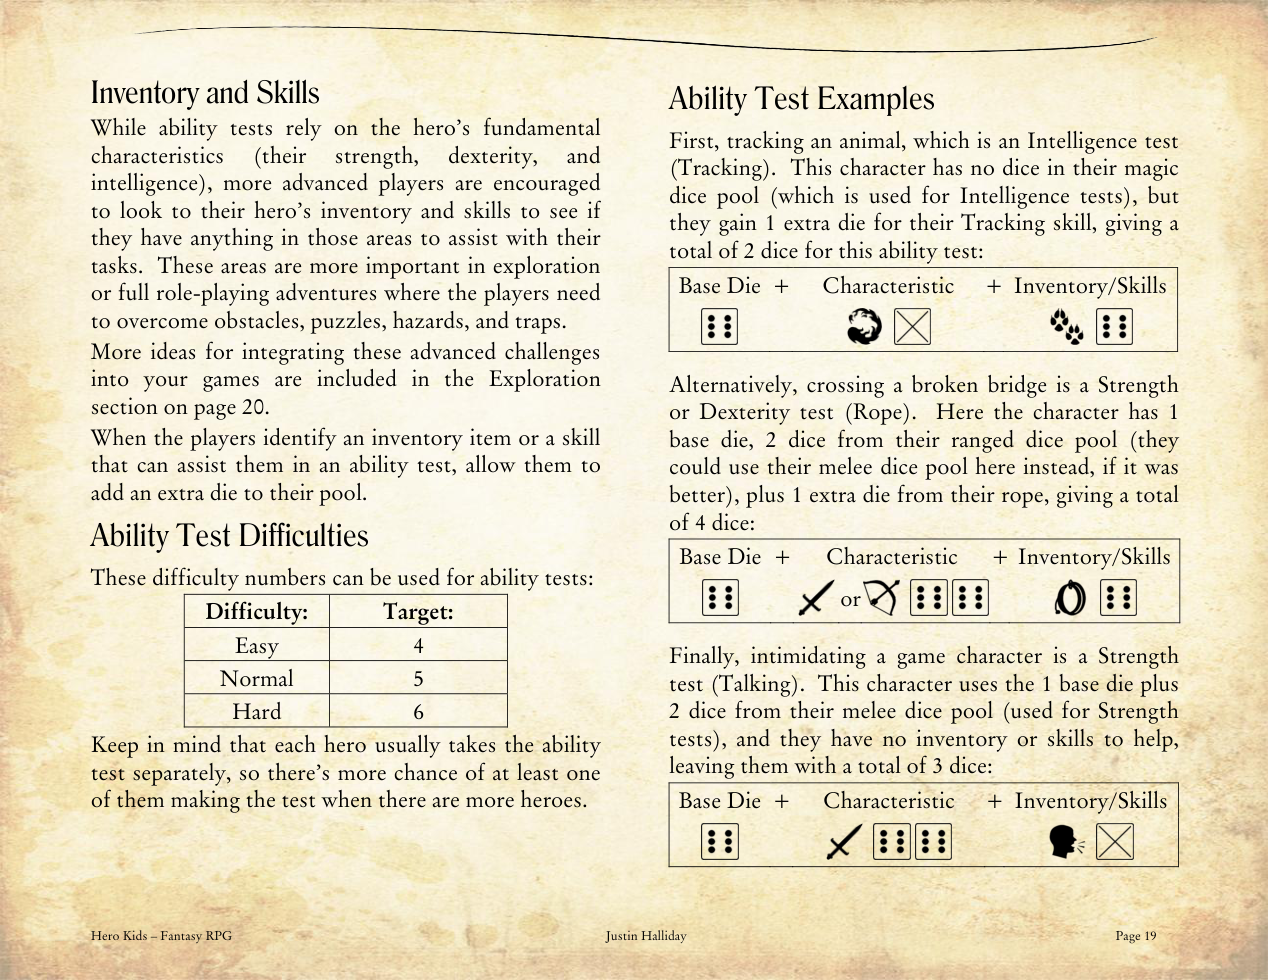 Inventory and Skills
While ability tests rely on the hero's fundamental
characteristics (their strength, dexterity, and
intelligence), more advanced players are encouraged
to look to their hero's inventory and skills to see if
they have anything in those areas to assist with their
tasks. These areas are more important in exploration
or full role-playing adventures where the players need
to overcome obstacles, puzzles, hazards, and traps.
More ideas for integrating these advanced challenges
into your games are included in the Exploration
section on page 20.
When the players identify an inventory item or a skill
that can assist them in an ability test, allow them to
add an extra die to their pool.
Ability Test Difficulties
These difficulty numbers can be used for ability tests:
Difficulty: Target:
Easy 4
Normal 5
Hard 6
Keep in mind that each hero usually takes the ability
test separately, so there's more chance of at least one
of them making the test when there are more heroes.
Ability Test Examples
First, tracking an animal, which is an Intelligence test
(Tracking). This character has no dice in their magic
dice pool (which is used for Intelligence tests), but
they gain 1 extra die for their Tracking skill, giving a
total of 2 dice for this ability test:
Base Die + Characteristic + Inventory/Skills
Alternatively, crossing a broken bridge is a Strength
or Dexterity test (Rope). Here the character has 1
base die, 2 dice from their ranged dice pool (they
could use their melee dice pool here instead, if it was
better), plus 1 extra die from their rope, giving a total
of 4 dice:
Base Die + Characteristic + Inventory/Skills
or
Finally, intimidating a game character is a Strength
test (Talking). This character uses the 1 base die plus
2 dice from their melee dice pool (used for Strength
tests), and they have no inventory or skills to help,
leaving them with a total of 3 dice:
Base Die + Characteristic + Inventory/Skills
Hero Kids – Fantasy RPG Justin Halliday Page 19